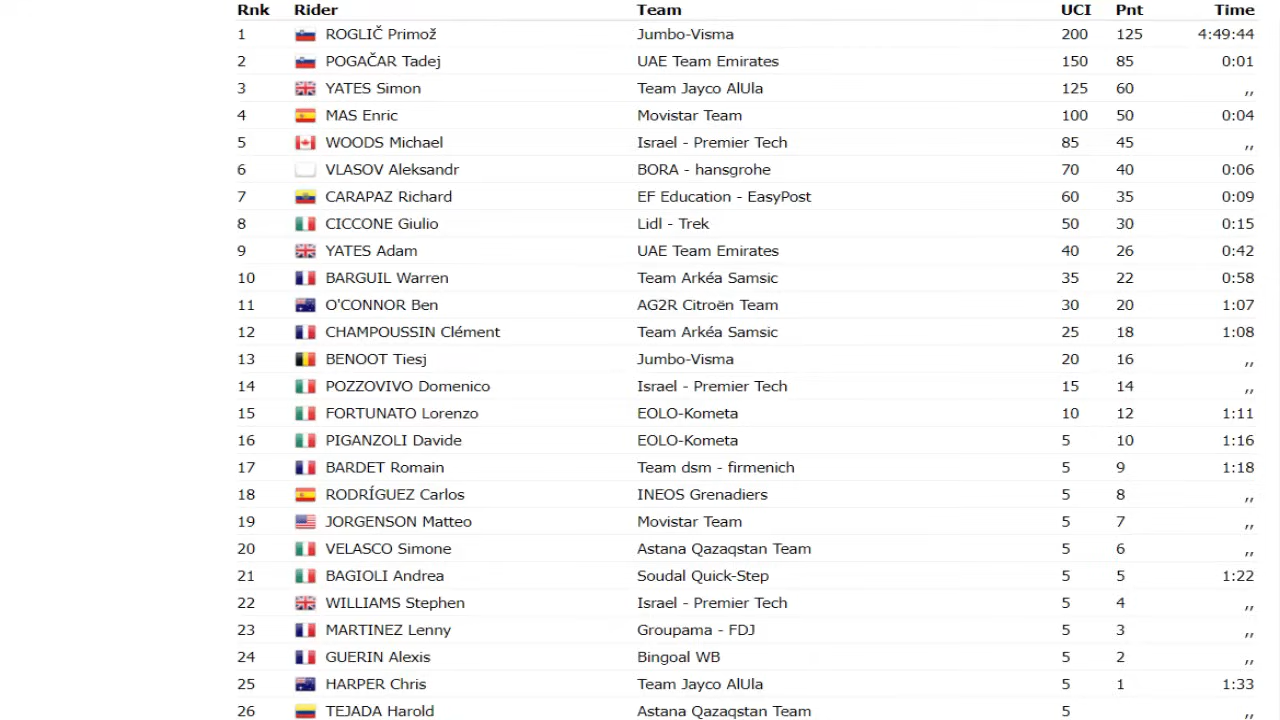 Rnk Rider Team UCI Pnt Time
1 ROGLIČ Primož Jumbo-Visma 200 125 4:49:44
2 POGAČAR Tadej UAE Team Emirates 150 85 0:01
3 YATES Simon Team Jayco AlUla 125 60 ,,
4 MAS Enric Movistar Team 100 50 0:04
5 WOODS Michael Israel - Premier Tech 85 45 ,,
6 VLASOV Aleksandr BORA - hansgrohe 70 40 0:06
7 CARAPAZ Richard EF Education - EasyPost 60 35 0:09
8 CICCONE Giulio Lidl - Trek 50 30 0:15
9 YATES Adam UAE Team Emirates 40 26 0:42
10 BARGUIL Warren Team Arkéa Samsic 35 22 0:58
11 O'CONNOR Ben AG2R Citroën Team 30 20 1:07
12 CHAMPOUSSIN Clément Team Arkéa Samsic 25 18 1:08
13 BENOOT Tiesj Jumbo-Visma 20 16 ,,
14 POZZOVIVO Domenico Israel - Premier Tech 15 14 ,,
15 FORTUNATO Lorenzo EOLO-Kometa 10 12 1:11
16 PIGANZOLI Davide EOLO-Kometa 5 10 1:16
17 BARDET Romain Team dsm - firmenich 5 9 1:18
18 RODRÍGUEZ Carlos INEOS Grenadiers 5 8 ,,
19 JORGENSON Matteo Movistar Team 5 7 ,,
20 VELASCO Simone Astana Qazaqstan Team 5 6 ,,
21 BAGIOLI Andrea Soudal Quick-Step 5 5 1:22
22 WILLIAMS Stephen Israel - Premier Tech 5 4 ,,
23 MARTINEZ Lenny Groupama - FDJ 5 3 ,,
24 GUERIN Alexis Bingoal WB 5 2 ,,
25 HARPER Chris Team Jayco AlUla 5 1 1:33
26 TEJADA Harold Astana Qazaqstan Team 5 ,,